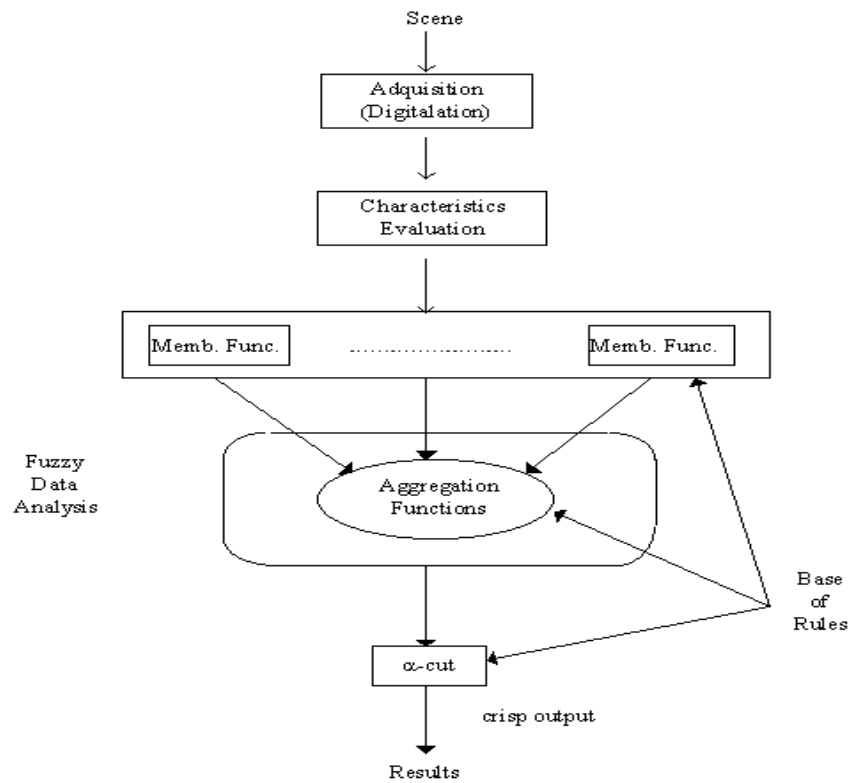 Scene
Adquisition
(Digitalation)
Characteristics
Evaluation
Memb. Func.
.......................
Memb. Func.
Fuzzy
Data
Analysis
Aggregation
Functions
Base
of
Rules
α-cut
crisp output
Results